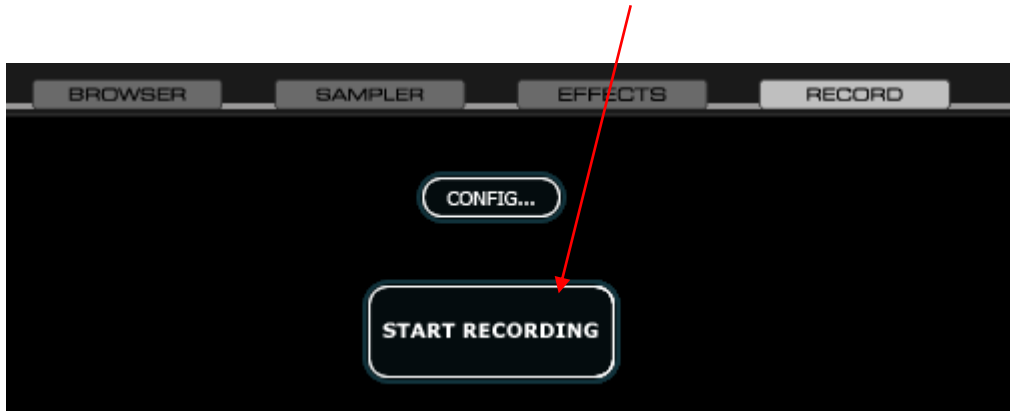 BROWSER SAMPLER EFFECTS RECORD
CONFIG...
START RECORDING